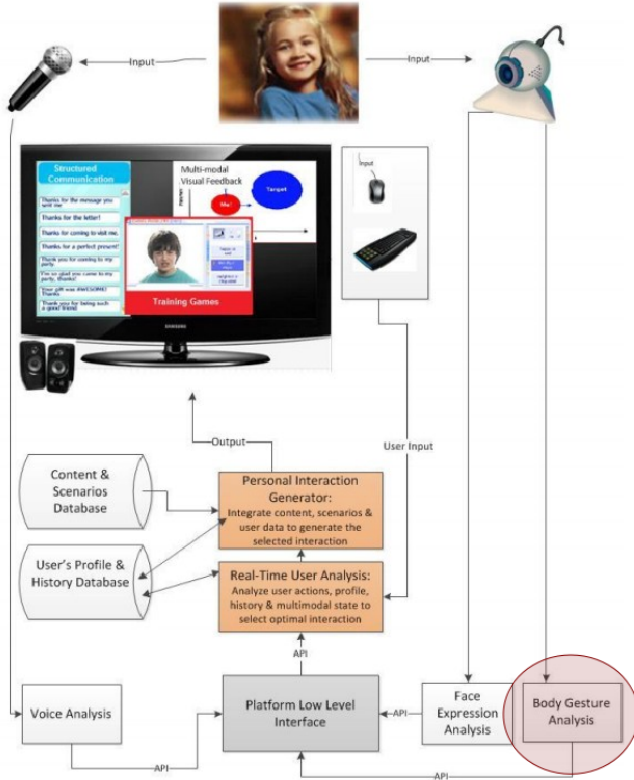 Input
Input
Structured
Communication
Thanks for the message you
sent me.
Thanks for the letter!
Thanks for coming to visit me.
Thanks for a perfect present!
Thank you for coming to my
party.
I'm so glad you came to my
party, thanks!
Your gift was AWESOME!
Thanks.
Thank you for being such
a good friend.
Multi-modal
Visual Feedback
Target
Me!
Training Games
SAMSUNG
Input
User Input
Output
Content &
Scenarios
Database
User's Profile &
History Database
Personal Interaction
Generator:
Integrate content, scenarios &
user data to generate the
selected interaction
Real-Time User Analysis:
Analyze user actions, profile,
history & multimodal state to
select optimal interaction
API
Voice Analysis
Platform Low Level
Interface
API
Face
Expression
Analysis
Body Gesture
Analysis
API
API